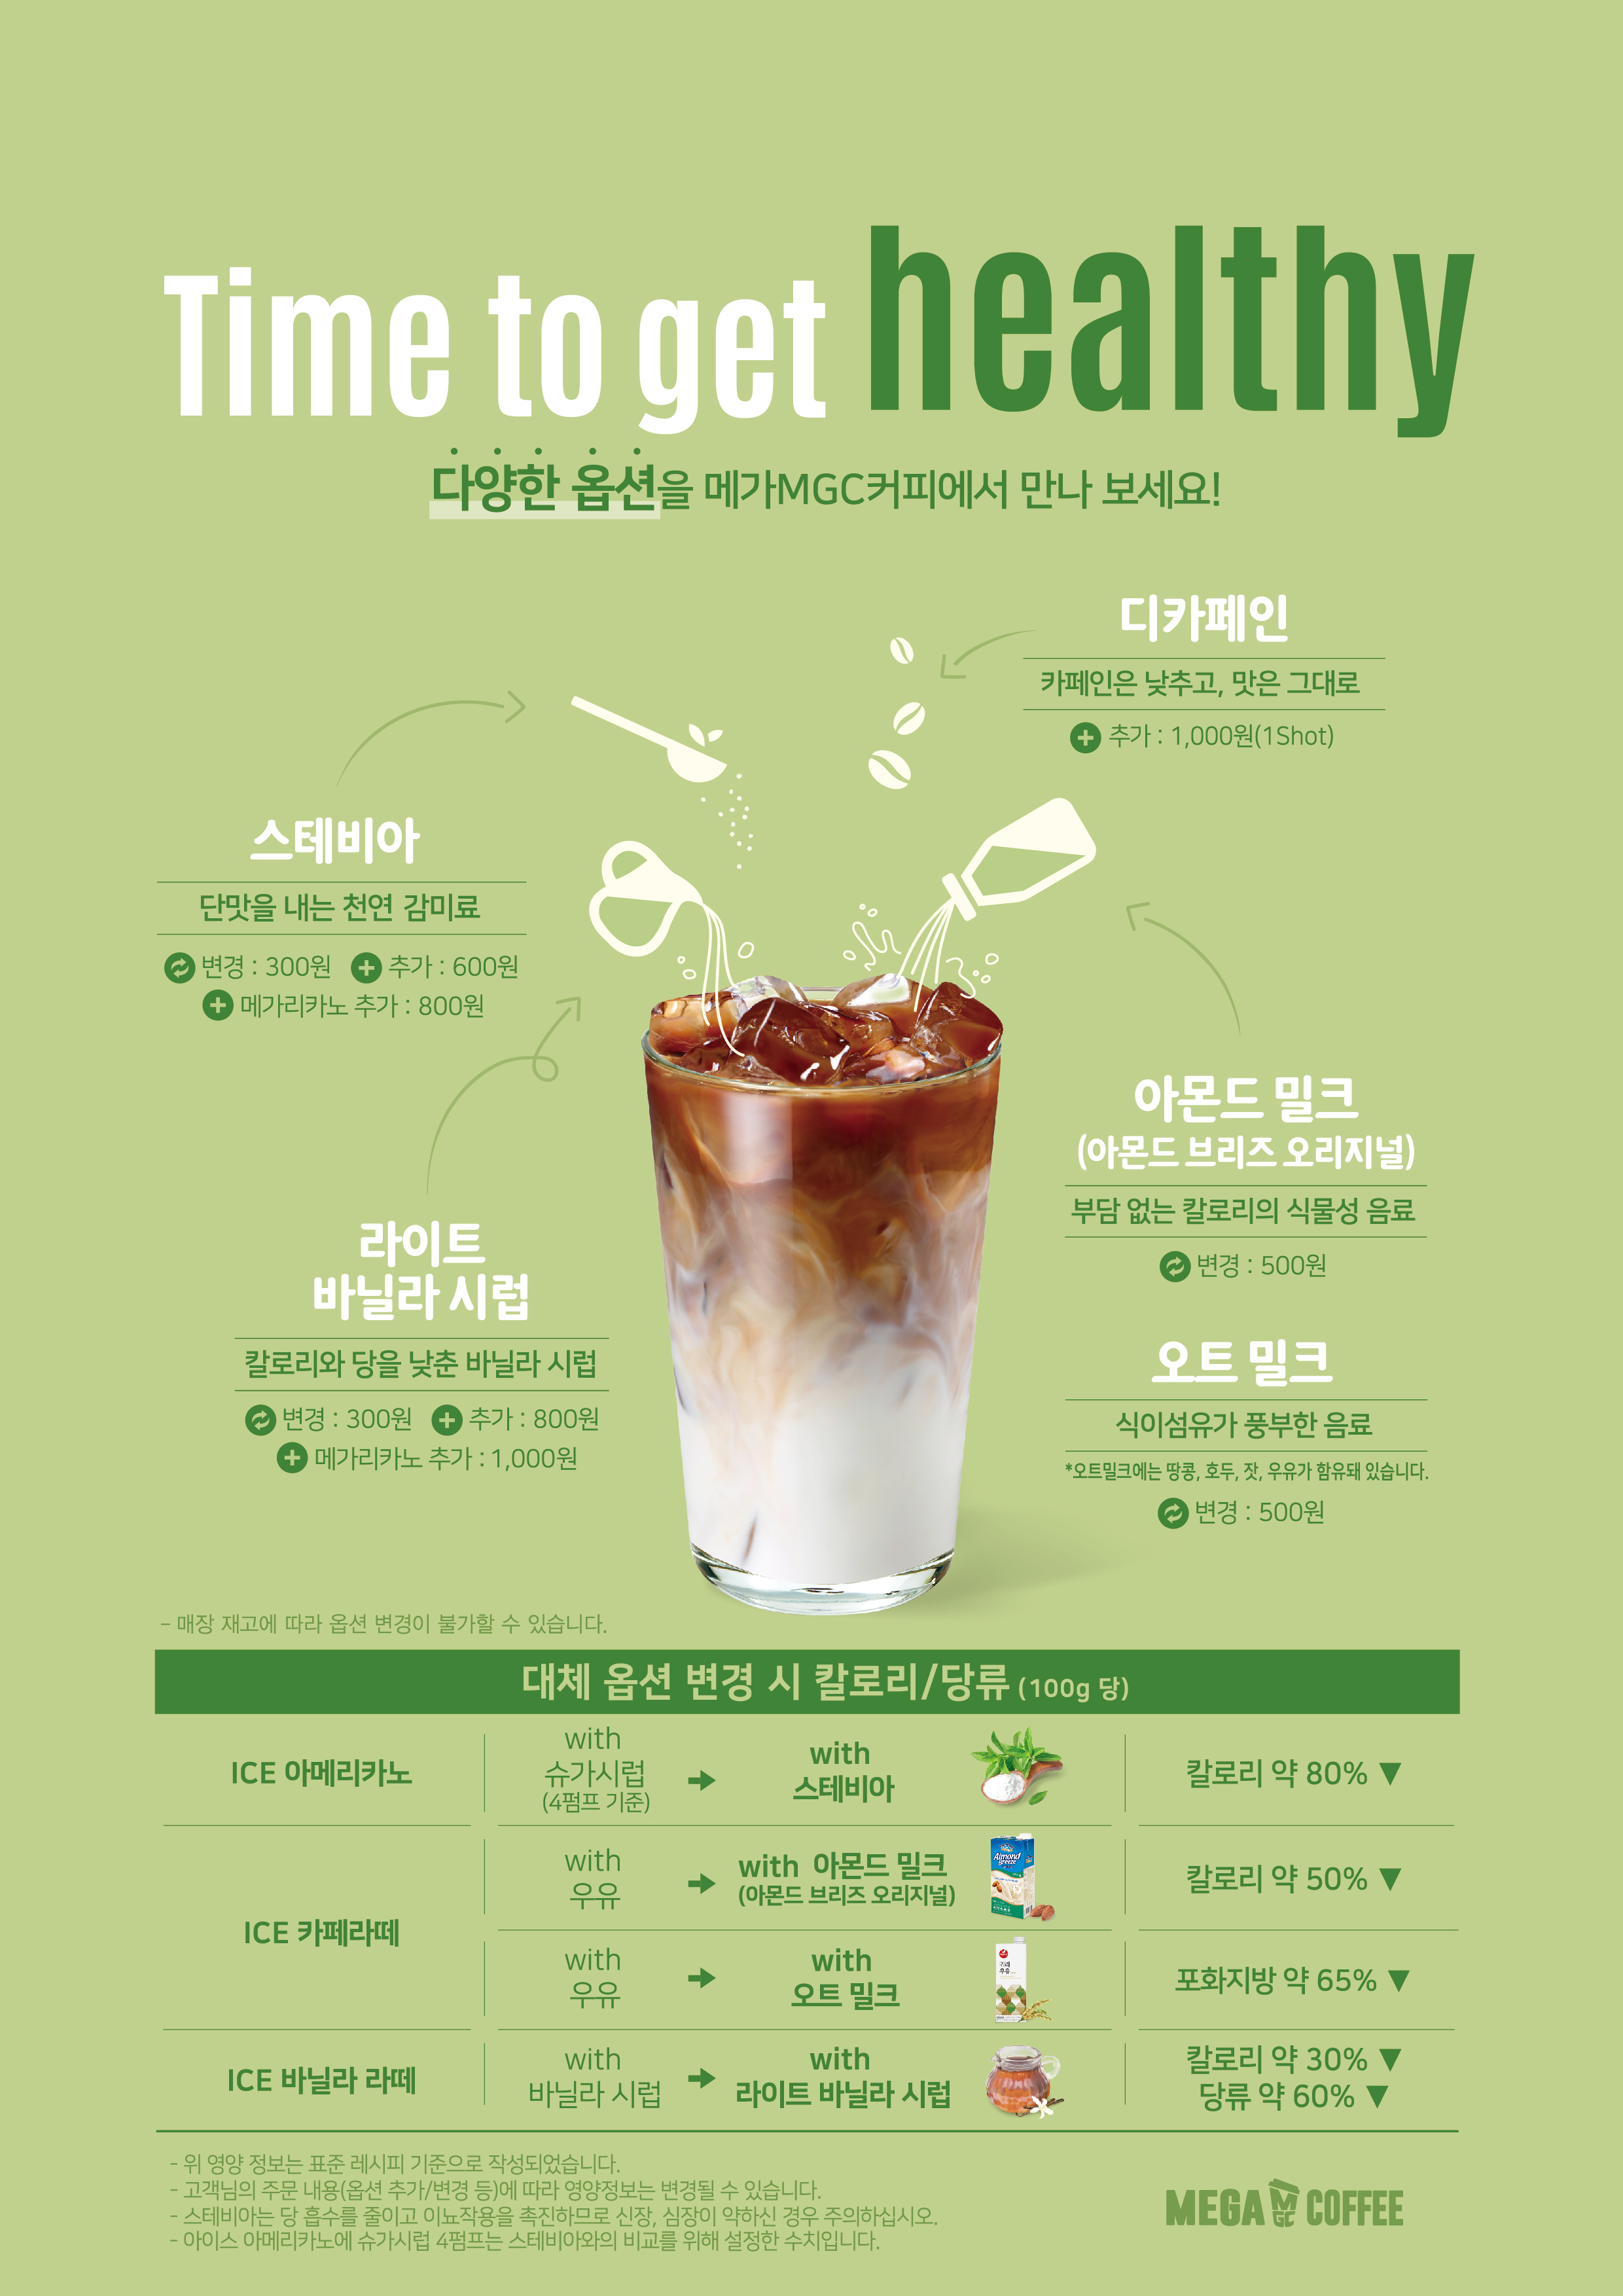 Time to get healthy
다양한 옵션을 메가MGC커피에서 만나 보세요!
디카페인
카페인은 낮추고, 맛은 그대로
추가 : 1,000원(1Shot)
스테비아
단맛을 내는 천연 감미료
변경 : 300원 추가 : 600원
메가리카노 추가 : 800원
아몬드 밀크
(아몬드 브리즈 오리지널)
부담 없는 칼로리의 식물성 음료
변경 : 500원
라이트
바닐라 시럽
칼로리와 당을 낮춘 바닐라 시럽
변경 : 300원 추가 : 800원
메가리카노 추가 : 1,000원
오트 밀크
식이섬유가 풍부한 음료
*오트밀크에는 땅콩, 호두, 잣, 우유가 함유돼 있습니다.
변경 : 500원
- 매장 재고에 따라 옵션 변경이 불가할 수 있습니다.
대체 옵션 변경 시 칼로리/당류 (100g 당)
ICE 아메리카노
with
슈가시럽
(4펌프 기준)
with
스테비아
칼로리 약 80% ▼
ICE 카페라떼
with
우유
with 아몬드 밀크
(아몬드 브리즈 오리지널)
Almond
Breeze
칼로리 약 50% ▼
with
우유
with
오트 밀크
귀리
우유
포화지방 약 65% ▼
ICE 바닐라 라떼
with
바닐라 시럽
with
라이트 바닐라 시럽
칼로리 약 30% ▼
당류 약 60% ▼
- 위 영양 정보는 표준 레시피 기준으로 작성되었습니다.
- 고객님의 주문 내용(옵션 추가/변경 등)에 따라 영양정보는 변경될 수 있습니다.
- 스테비아는 당 흡수를 줄이고 이뇨작용을 촉진하므로 신장, 심장이 약하신 경우 주의하십시오.
- 아이스 아메리카노에 슈가시럽 4펌프는 스테비아와의 비교를 위해 설정한 수치입니다.
MEGA MGC COFFEE